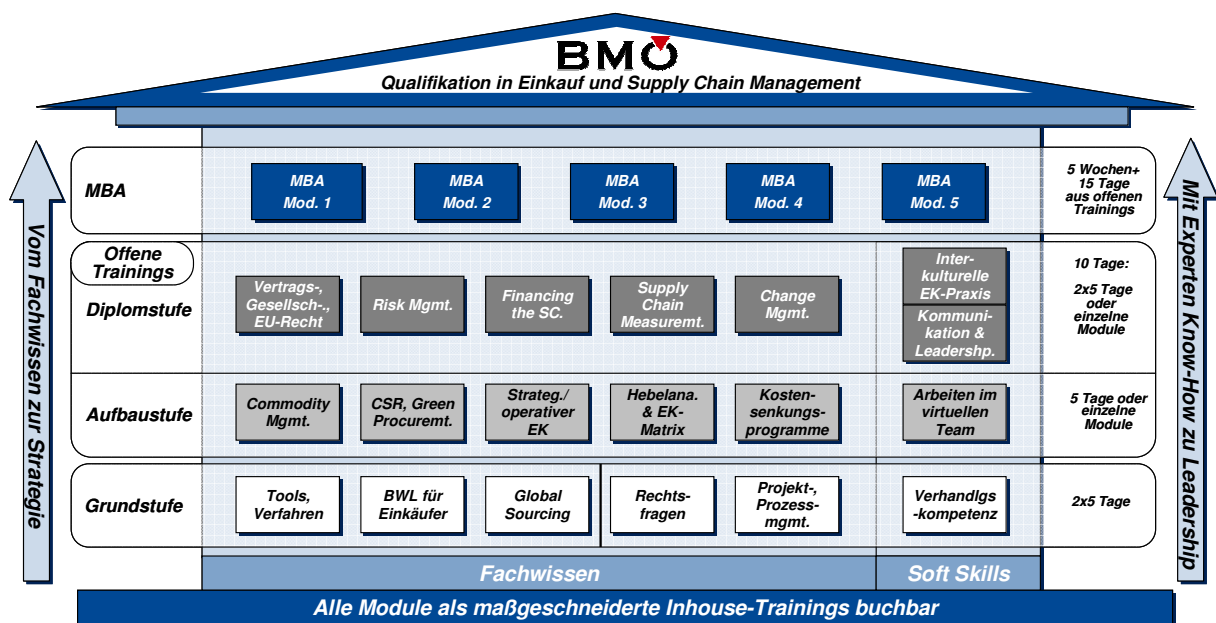 BMÖ
Qualifikation in Einkauf und Supply Chain Management
Vom Fachwissen zur Strategie
MBA
MBA
Mod. 1
MBA
Mod. 2
MBA
Mod. 3
MBA
Mod. 4
MBA
Mod. 5
5 Wochen+
15 Tage
aus offenen
Trainings
Offene
Trainings
Diplomstufe
Vertrags-,
Gesellsch-.,
EU-Recht
Risk Mgmt.
Financing
the SC.
Supply
Chain
Measuremt.
Change
Mgmt.
Inter-
kulturelle
EK-Praxis
Kommuni-
kation &
Leadershp.
10 Tage:
2x5 Tage
oder
einzelne
Module
Aufbaustufe
Commodity
Mgmt.
CSR, Green
Procuremt.
Strateg./
operativer
EK
Hebelana.
& EK-
Matrix
Kosten-
senkungs-
programme
Arbeiten im
virtuellen
Team
5 Tage oder
einzelne
Module
Grundstufe
Tools,
Verfahren
BWL für
Einkäufer
Global
Sourcing
Rechts-
fragen
Projekt-,
Prozess-
mgmt.
Verhandlgs
-kompetenz
2x5 Tage
Mit Experten Know-How zu Leadership
Fachwissen
Soft Skills
Alle Module als maßgeschneiderte Inhouse-Trainings buchbar